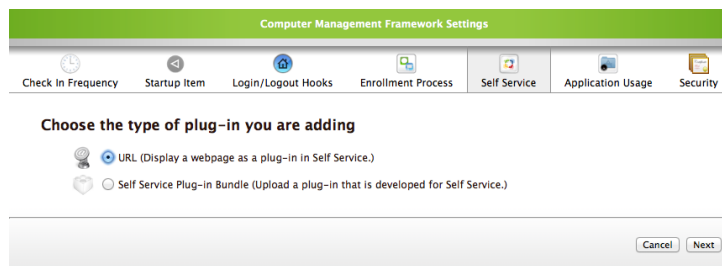 Computer Management Framework Settings
Check In Frequency Startup Item Login/Logout Hooks Enrollment Process Self Service Application Usage Security
Choose the type of plug-in you are adding
URL (Display a webpage as a plug-in in Self Service.)
Self Service Plug-in Bundle (Upload a plug-in that is developed for Self Service.)
Cancel Next